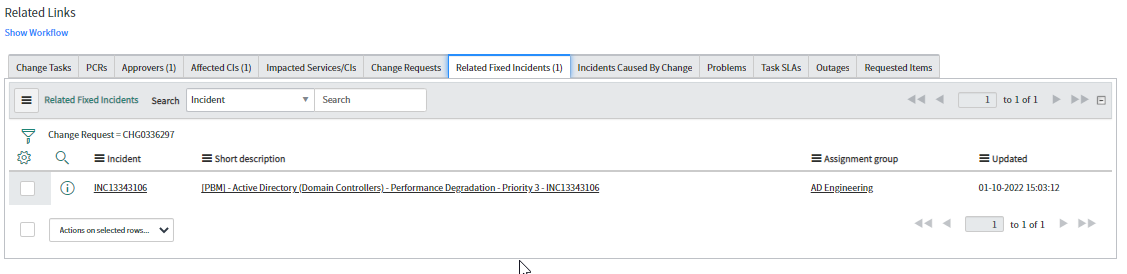 Related Links
Show Workflow
Change Tasks PCRs Approvers (1) Affected CIs (1) Impacted Services/CIs Change Requests Related Fixed Incidents (1) Incidents Caused By Change Problems Task SLAs Outages Requested Items
Related Fixed Incidents Search Incident Search 1 to 1 of 1
Change Request = CHG0336297
Incident Short description Assignment group Updated
INC13343106 [PBM] - Active Directory (Domain Controllers) - Performance Degradation - Priority 3 - INC13343106 AD Engineering 01-10-2022 15:03:12
Actions on selected rows... 1 to 1 of 1